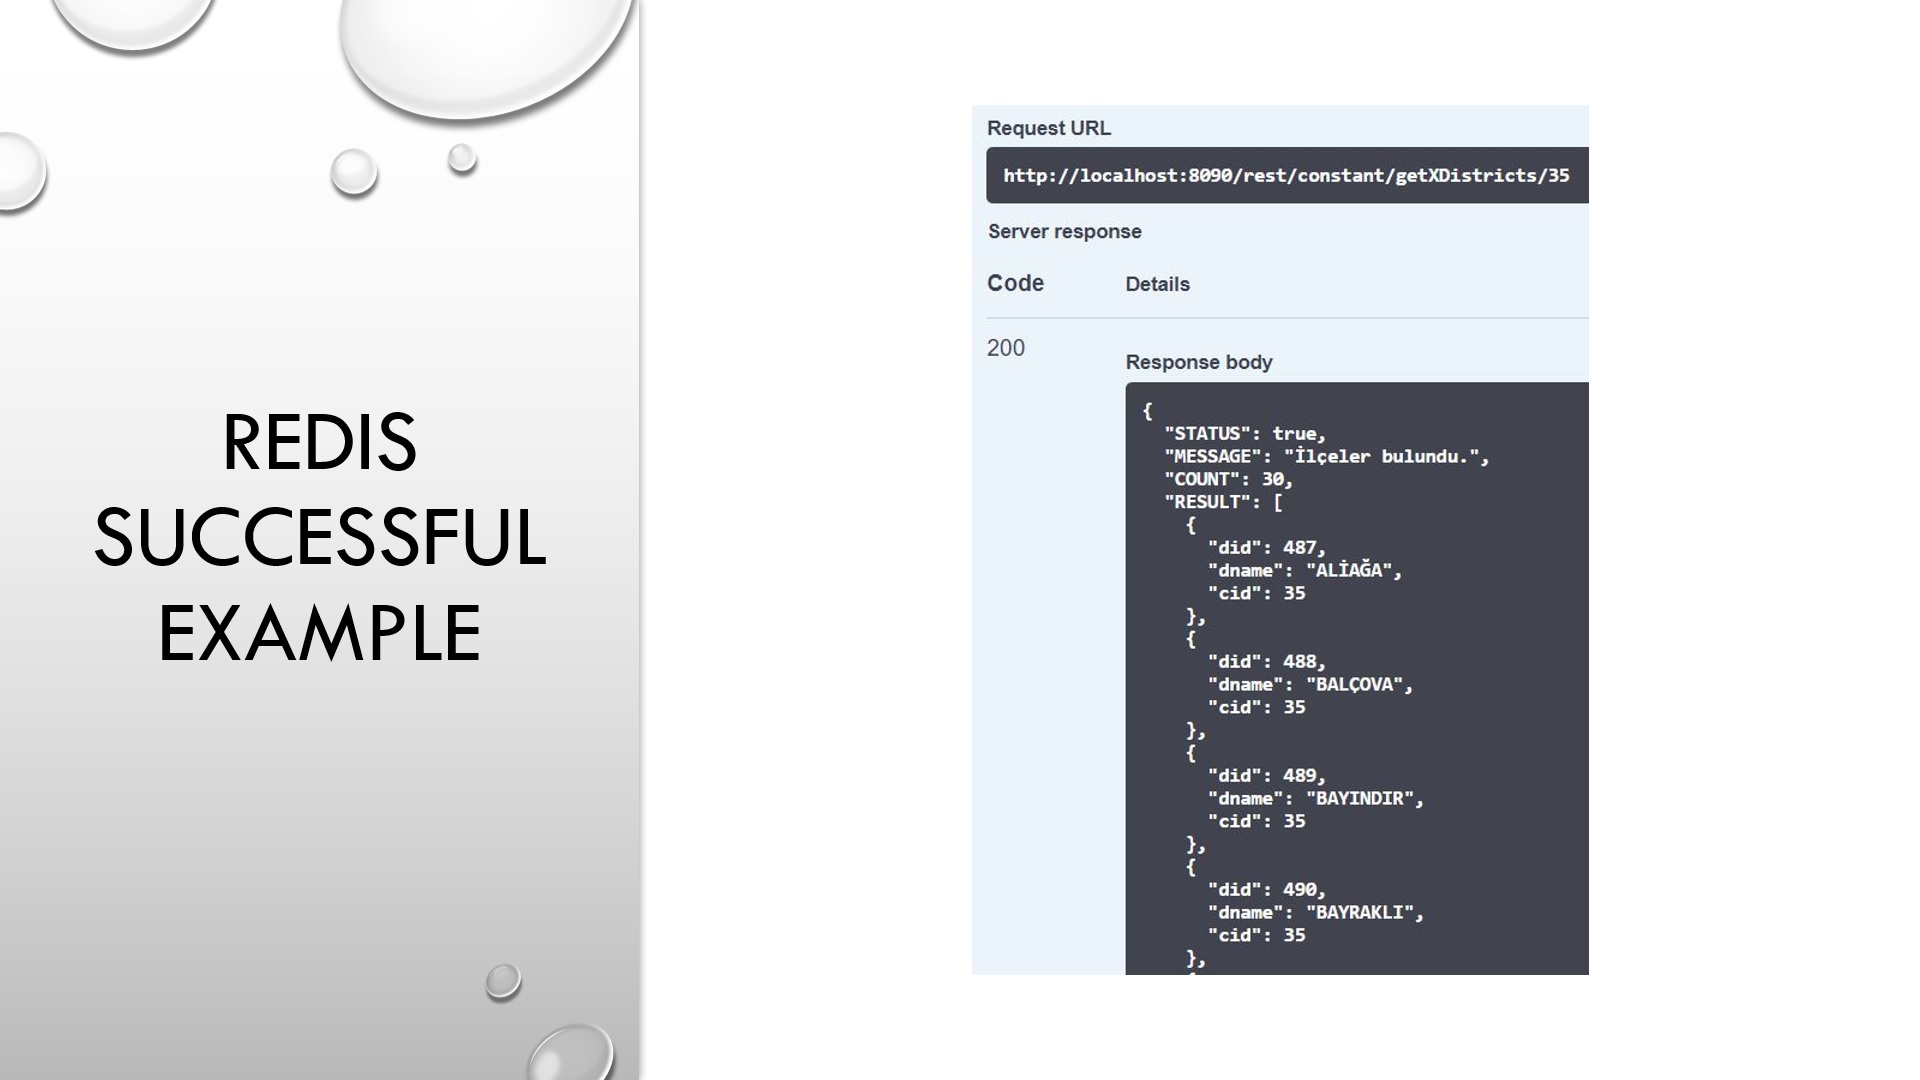 REDIS
SUCCESSFUL
EXAMPLE
Request URL
http://localhost:8090/rest/constant/getXDistricts/35
Server response
Code Details
200
Response body
{
"STATUS": true,
"MESSAGE": "İlçeler bulundu.",
"COUNT": 30,
"RESULT": [
{
"did": 487,
"dname": "ALİAĞA",
"cid": 35
},
{
"did": 488,
"dname": "BALÇOVA",
"cid": 35
},
{
"did": 489,
"dname": "BAYINDIR",
"cid": 35
},
{
"did": 490,
"dname": "BAYRAKLI",
"cid": 35
},